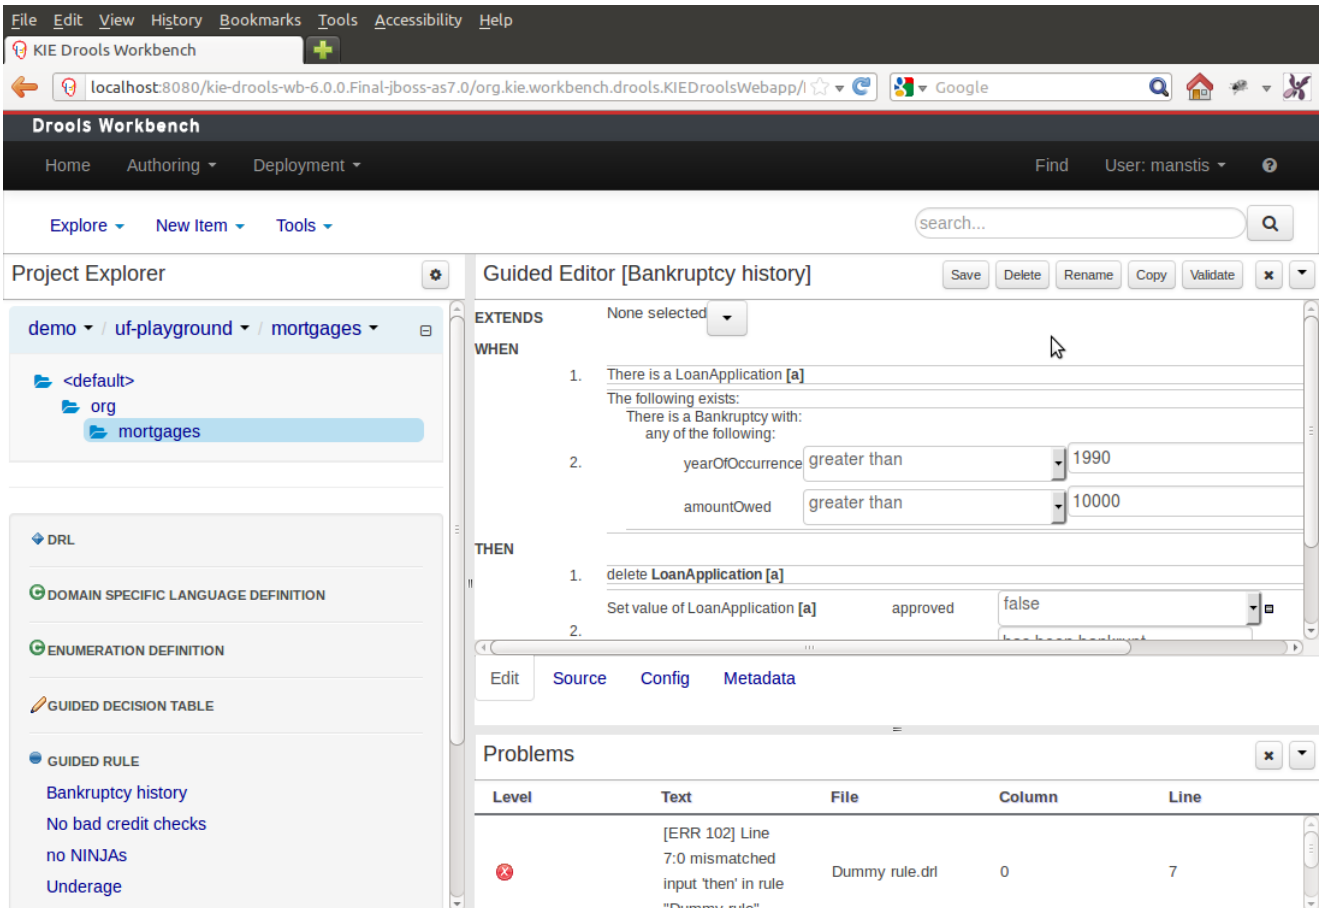 File Edit View History Bookmarks Tools Accessibility Help
KIE Drools Workbench
localhost:8080/kie-drools-wb-6.0.0.Final-jboss-as7.0/org.kie.workbench.drools.KIEDroolsWebapp/
Google
Drools Workbench
Home Authoring Deployment Find User: manstis
Explore New Item Tools search...
Project Explorer
demo / uf-playground / mortgages
<default>
org
mortgages
DRL
DOMAIN SPECIFIC LANGUAGE DEFINITION
ENUMERATION DEFINITION
GUIDED DECISION TABLE
GUIDED RULE
Bankruptcy history
No bad credit checks
no NINJAs
Underage
Guided Editor [Bankruptcy history] Save Delete Rename Copy Validate
EXTENDS None selected
WHEN
1. There is a LoanApplication [a]
The following exists:
There is a Bankruptcy with:
any of the following:
2. yearOfOccurrence greater than 1990
amountOwed greater than 10000
THEN
1. delete LoanApplication [a]
Set value of LoanApplication [a] approved false
2.
has been bankrupt
Edit Source Config Metadata
Problems
Level Text File Column Line
[ERR 102] Line
7:0 mismatched
input 'then' in rule
"Dummy rule"
Dummy rule.drl 0 7